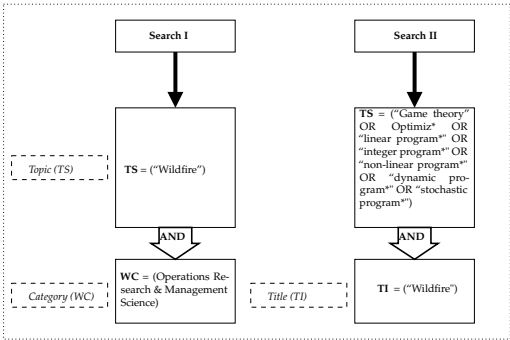 Search I
Search II
Topic (TS)
TS = (“Wildfire”)
TS = (“Game theory”
OR Optimiz* OR
“linear program*" OR
“integer program*" OR
“non-linear program*"
OR “dynamic pro-
gram*" OR “stochastic
program*")
AND
AND
Category (WC)
WC = (Operations Re-
search & Management
Science)
Title (TI)
TI = (“Wildfire")